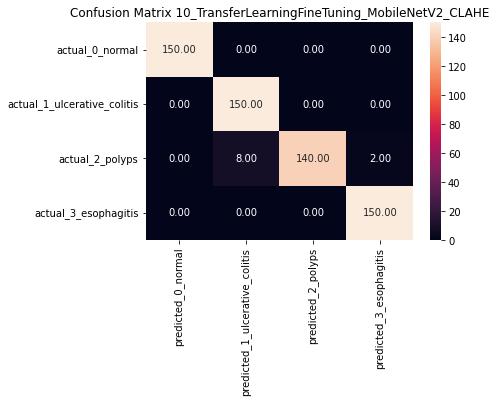 Confusion Matrix 10_TransferLearningFineTuning_MobileNetV2_CLAHE
actual_0_normal 150.00 0.00 0.00 0.00
actual_1_ulcerative_colitis 0.00 150.00 0.00 0.00
actual_2_polyps 0.00 8.00 140.00 2.00
actual_3_esophagitis 0.00 0.00 0.00 150.00
predicted_0_normal
predicted_1_ulcerative_colitis
predicted_2_polyps
predicted_3_esophagitis
140
120
100
80
60
40
20
0